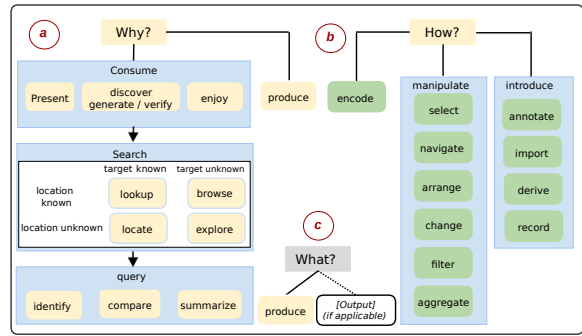 a
Why?
Consume
Present
discover
generate / verify
enjoy
produce
Search
target known
target unknown
location
known
lookup
browse
location unknown
locate
explore
query
identify
compare
summarize
b
How?
encode
manipulate
select
navigate
arrange
change
filter
aggregate
introduce
annotate
import
derive
record
c
What?
produce
[Output]
(if applicable)